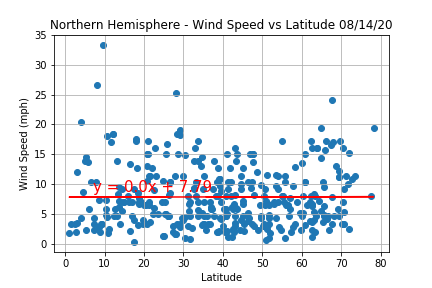 Northern Hemisphere - Wind Speed vs Latitude 08/14/20
35
30
25
20
15
10
5
0
Wind Speed (mph)
y = 0.0x + 7.79
0 10 20 30 40 50 60 70 80
Latitude